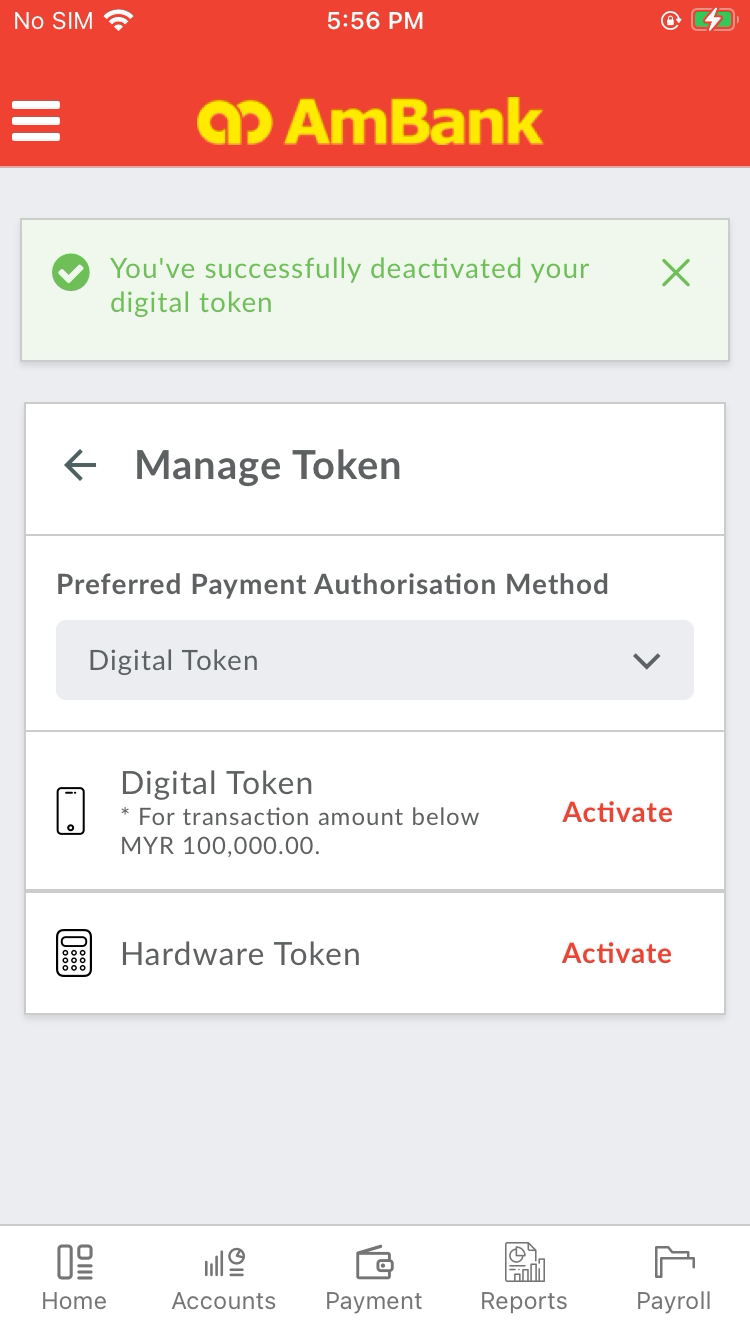 No SIM 5:56 PM
AmBank
You've successfully deactivated your
digital token
Manage Token
Preferred Payment Authorisation Method
Digital Token
Digital Token
* For transaction amount below
MYR 100,000.00.
Activate
Hardware Token
Activate
Home Accounts Payment Reports Payroll